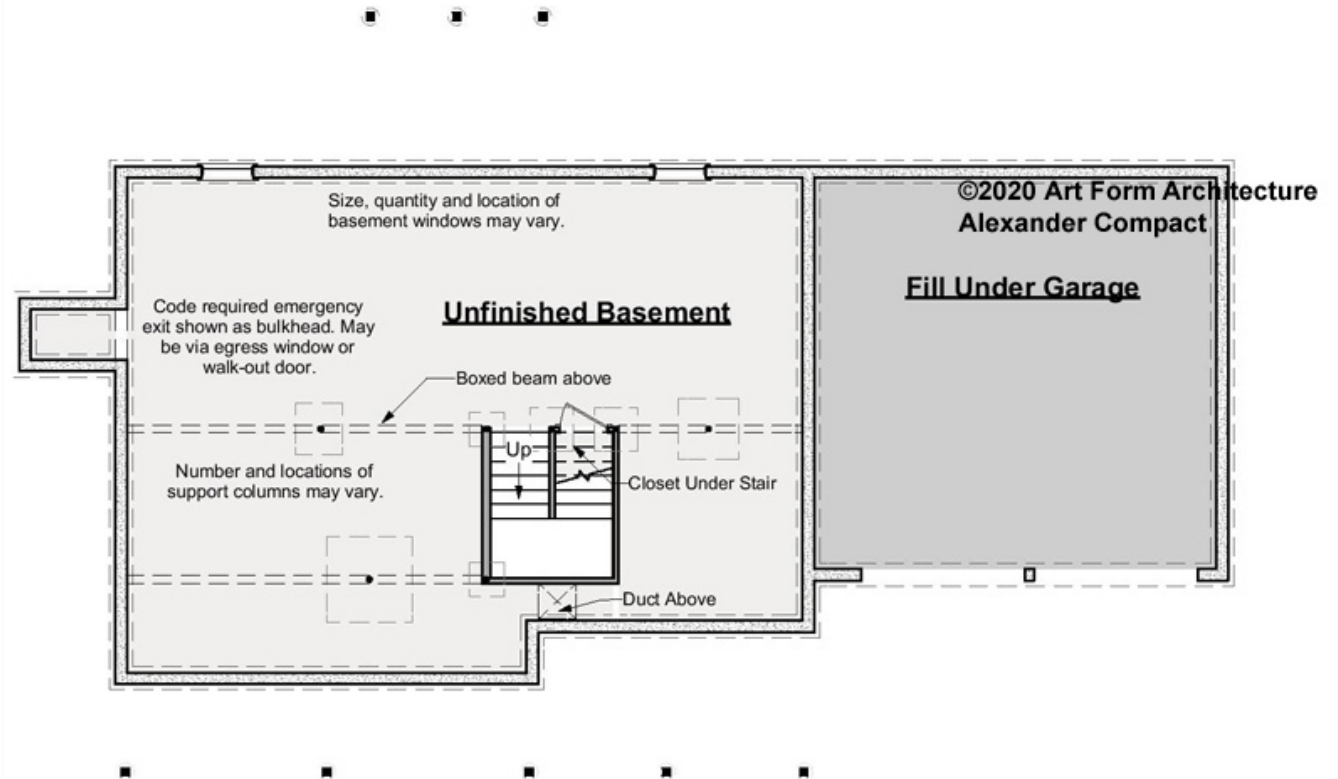 ©2020 Art Form Architecture
Alexander Compact
Size, quantity and location of
basement windows may vary.
Fill Under Garage
Code required emergency
exit shown as bulkhead. May
be via egress window or
walk-out door.
Unfinished Basement
Boxed beam above
Up
Number and locations of
support columns may vary.
Closet Under Stair
Duct Above